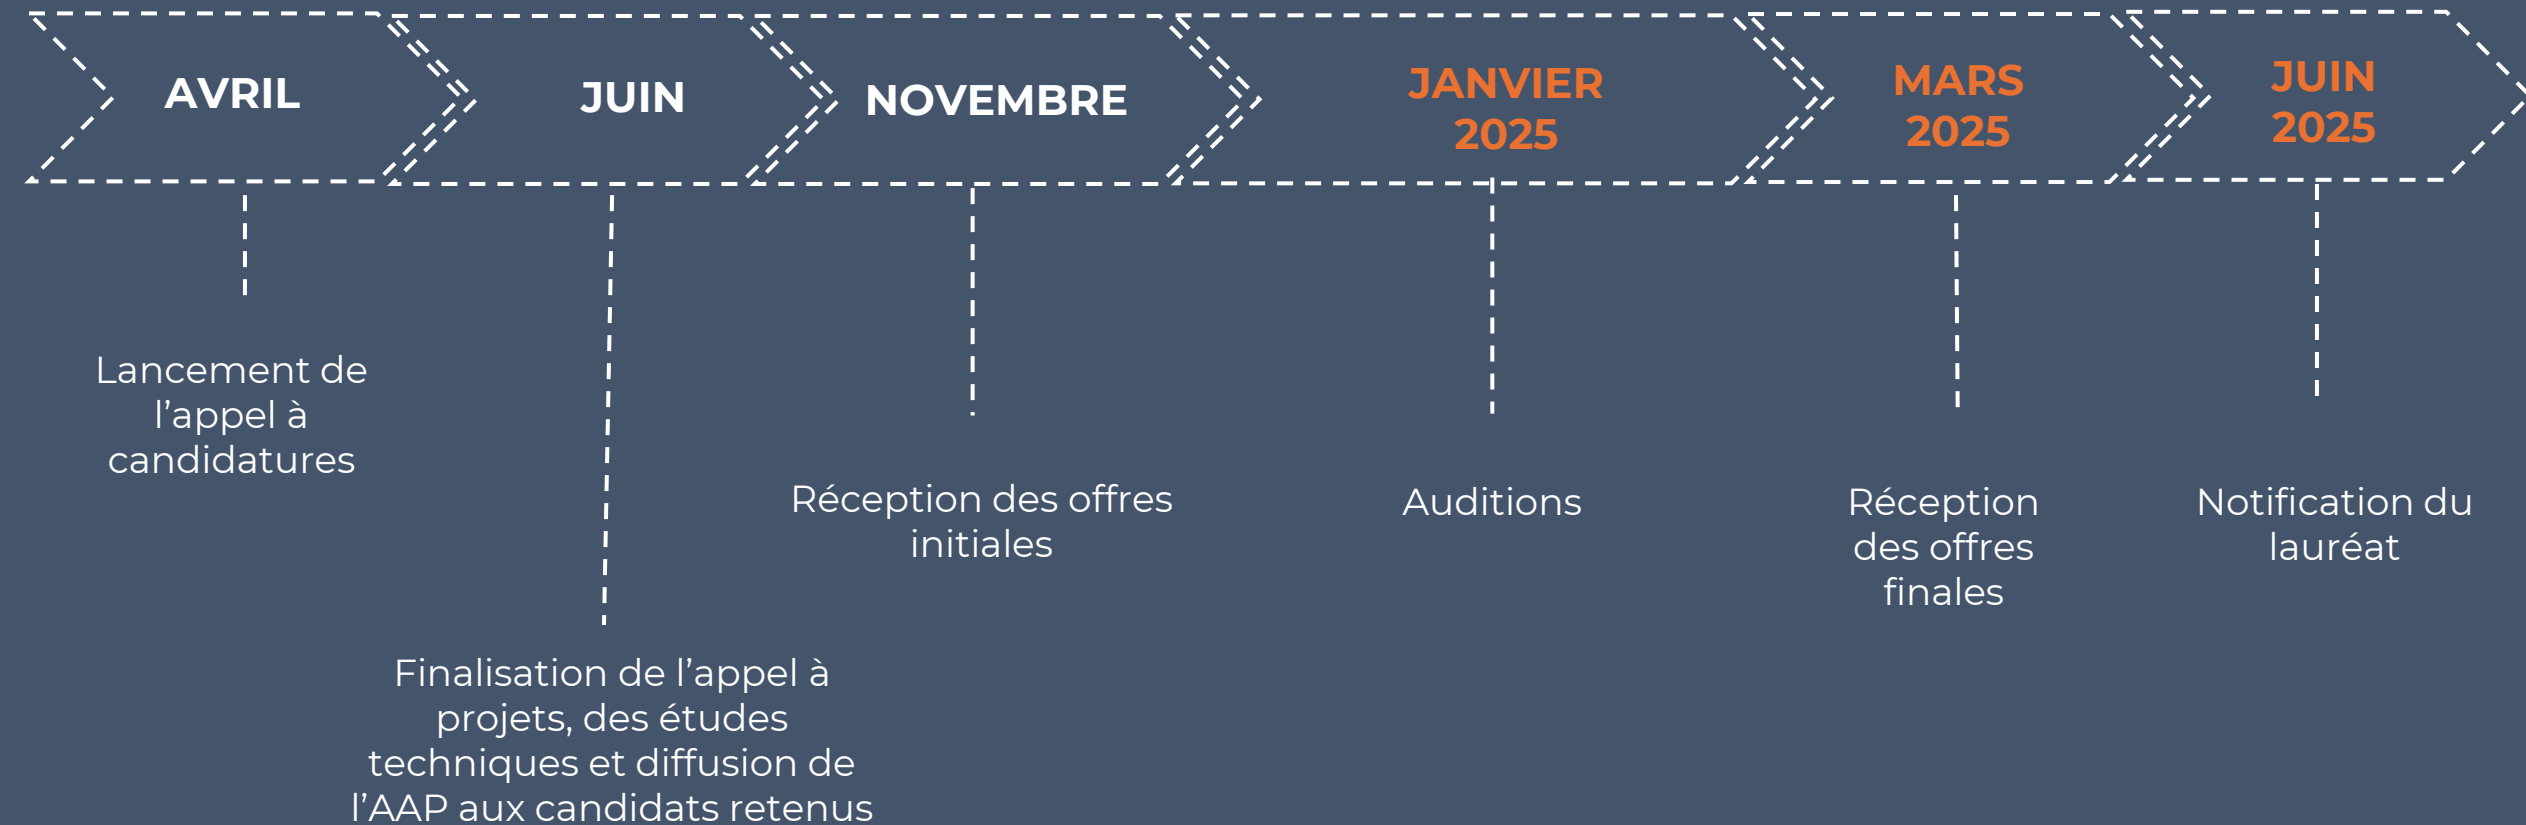 AVRIL
JUIN
NOVEMBRE
JANVIER
2025
MARS
2025
JUIN
2025
Lancement de
l’appel à
candidatures
Finalisation de l’appel à
projets, des études
techniques et diffusion de
l’AAP aux candidats retenus
Réception des offres
initiales
Auditions
Réception
des offres
finales
Notification du
lauréat